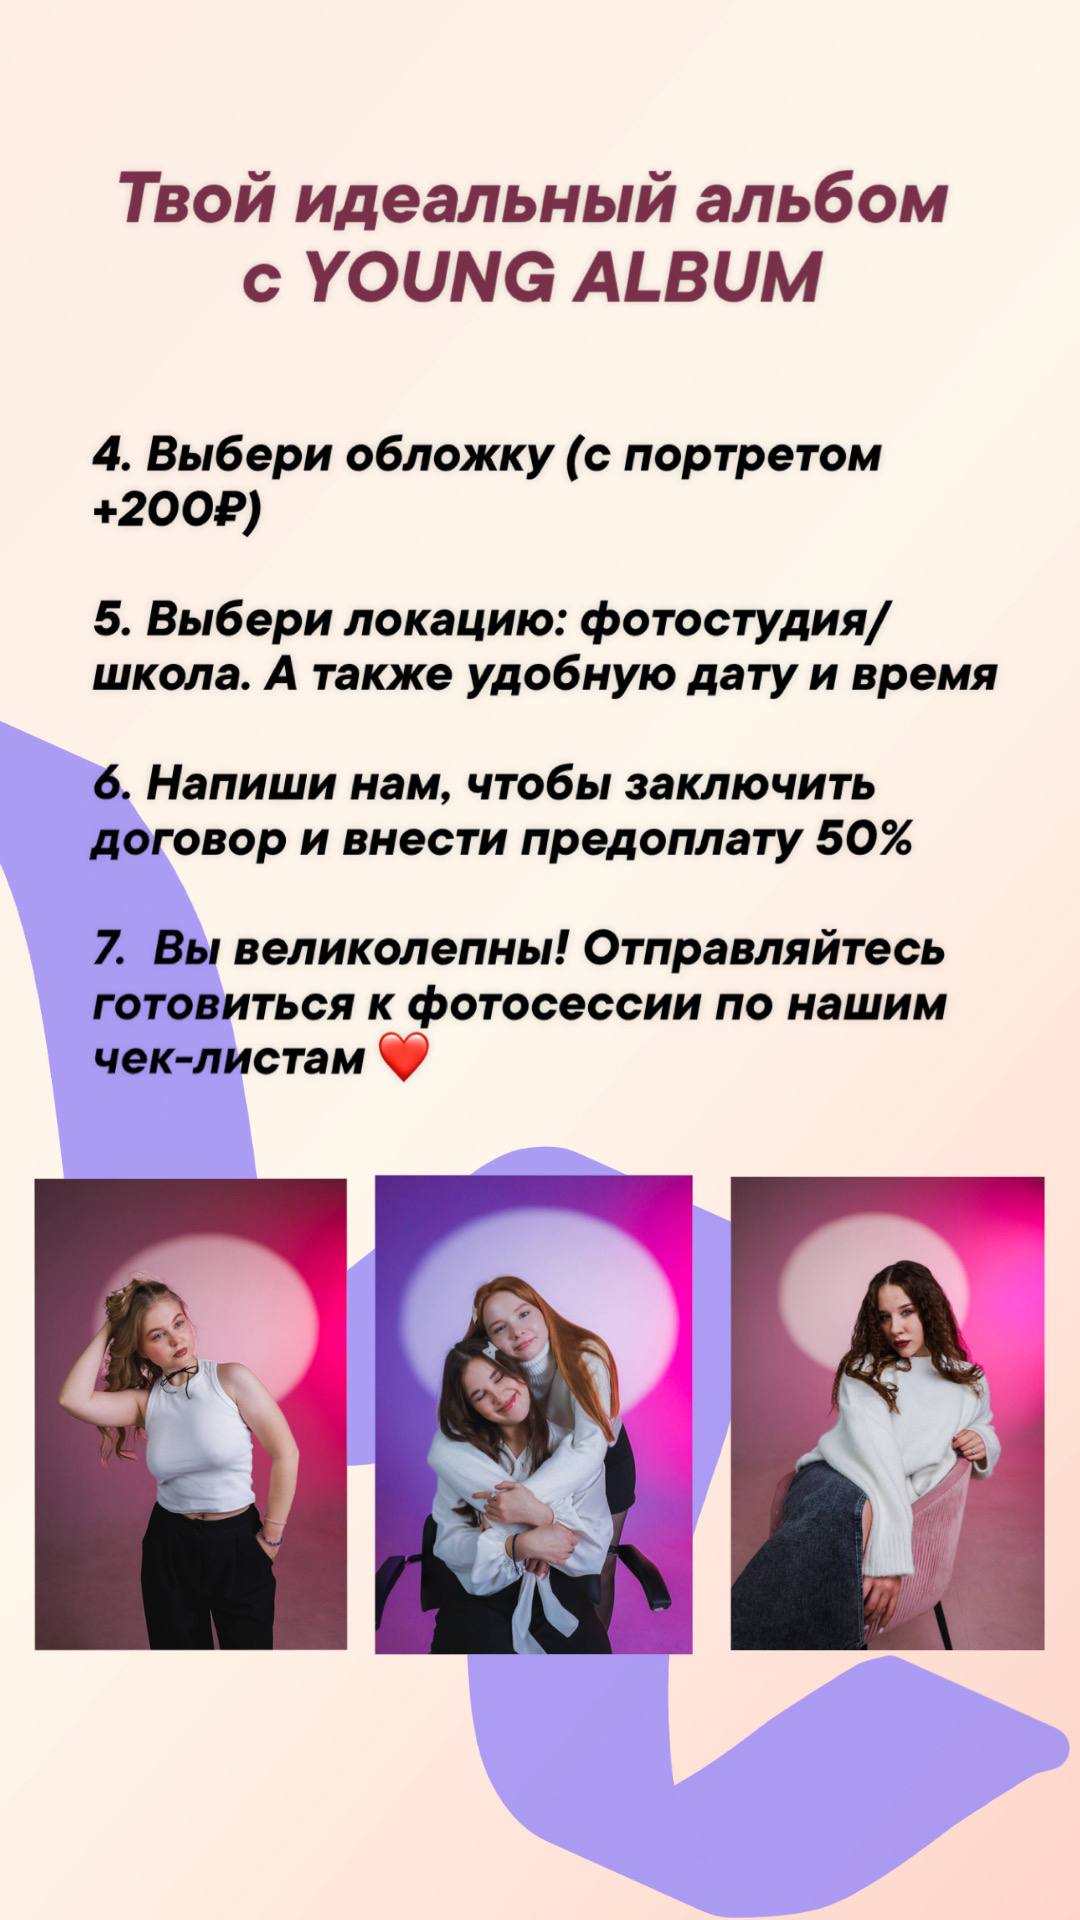 Твой идеальный альбом
с YOUNG ALBUM
4. Выбери обложку (с портретом
+200₽)
5. Выбери локацию: фотостудия/
школа. А также удобную дату и время
6. Напиши нам, чтобы заключить
договор и внести предоплату 50%
7. Вы великолепны! Отправляйтесь
готовиться к фотосессии по нашим
чек-листам ❤️